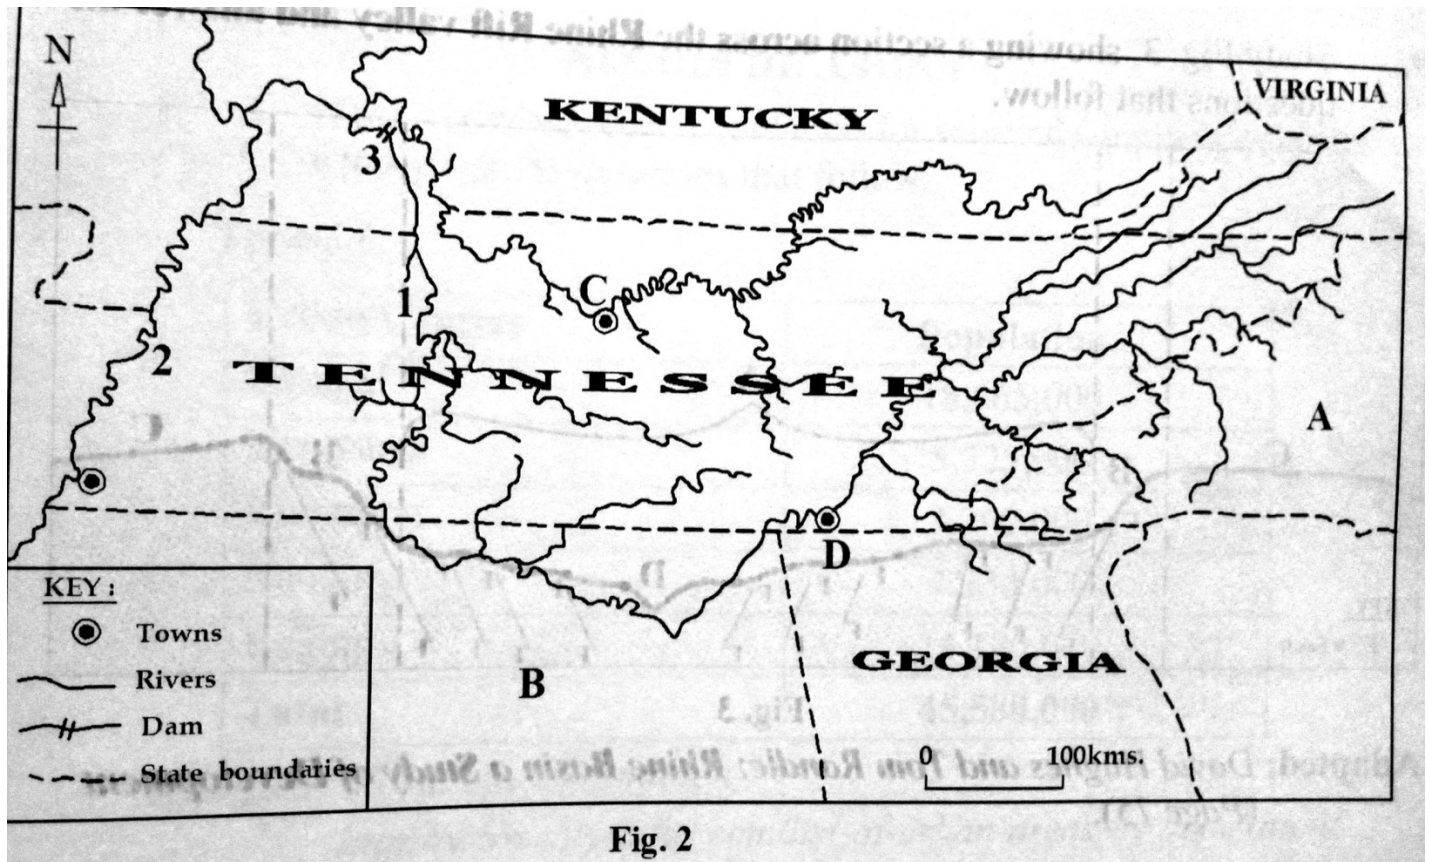 N
KENTUCKY
VIRGINIA
3
1
C
2
TENNESSEE
A
D
B
GEORGIA
KEY :
Towns
Rivers
Dam
State boundaries
0 100kms.
Fig. 2